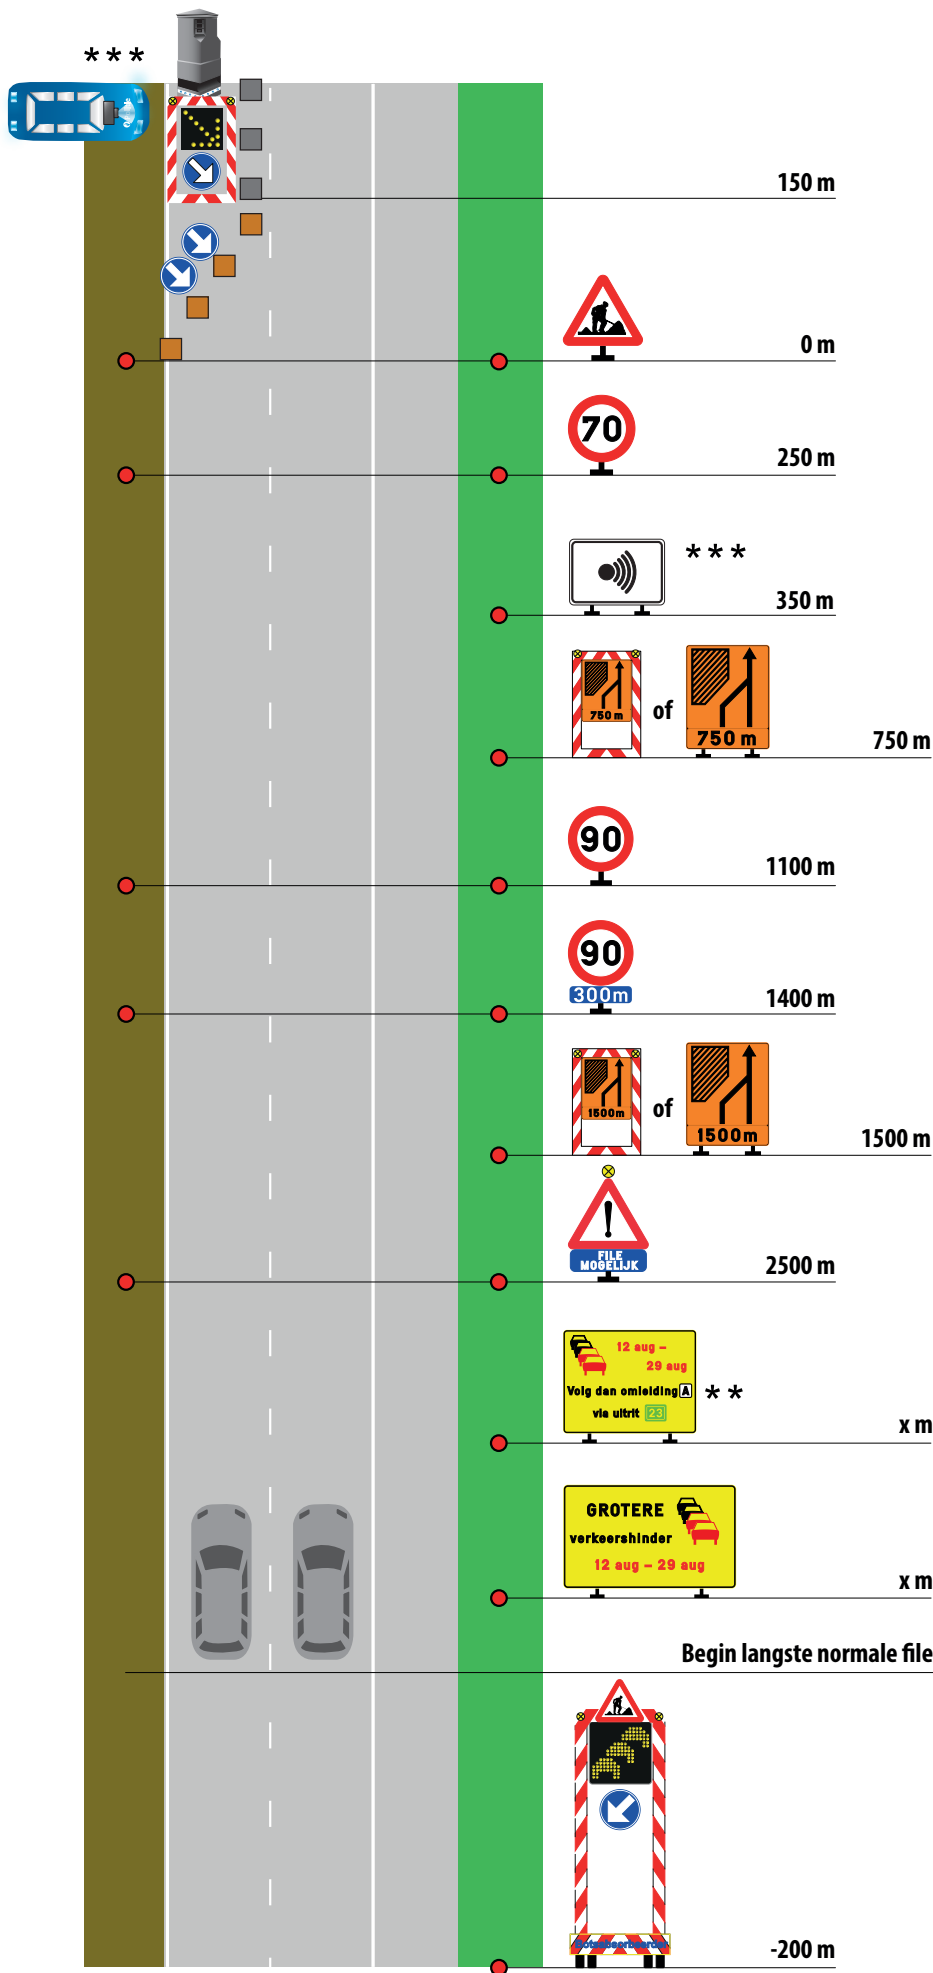 ***
150 m
0 m
70
250 m
***
350 m
750 m
of
750 m
750 m
90
1100 m
90
300m
1400 m
1500m
of
1500m
1500 m
FILE
MOGELIJK
2500 m
12 aug –
29 aug
Volg dan omleiding A
via uitrit 23
**
x m
GROTERE
verkeershinder
12 aug – 29 aug
x m
Begin langste normale file
Botsabsorbeerder
-200 m